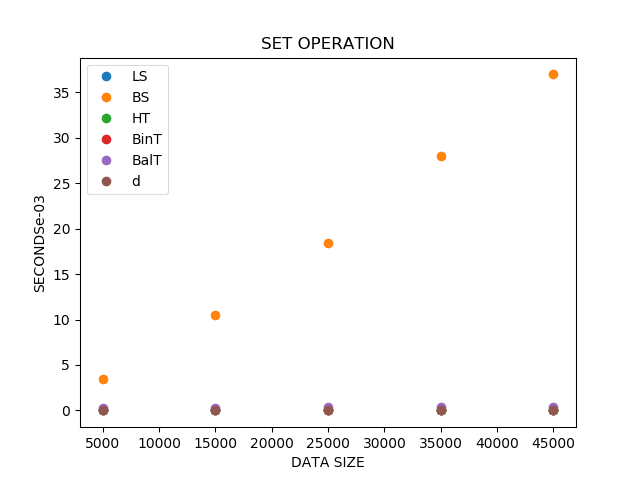 SET OPERATION
LS
BS
HT
BinT
BalT
d
SECONDSe-03
35
30
25
20
15
10
5
0
5000 10000 15000 20000 25000 30000 35000 40000 45000
DATA SIZE